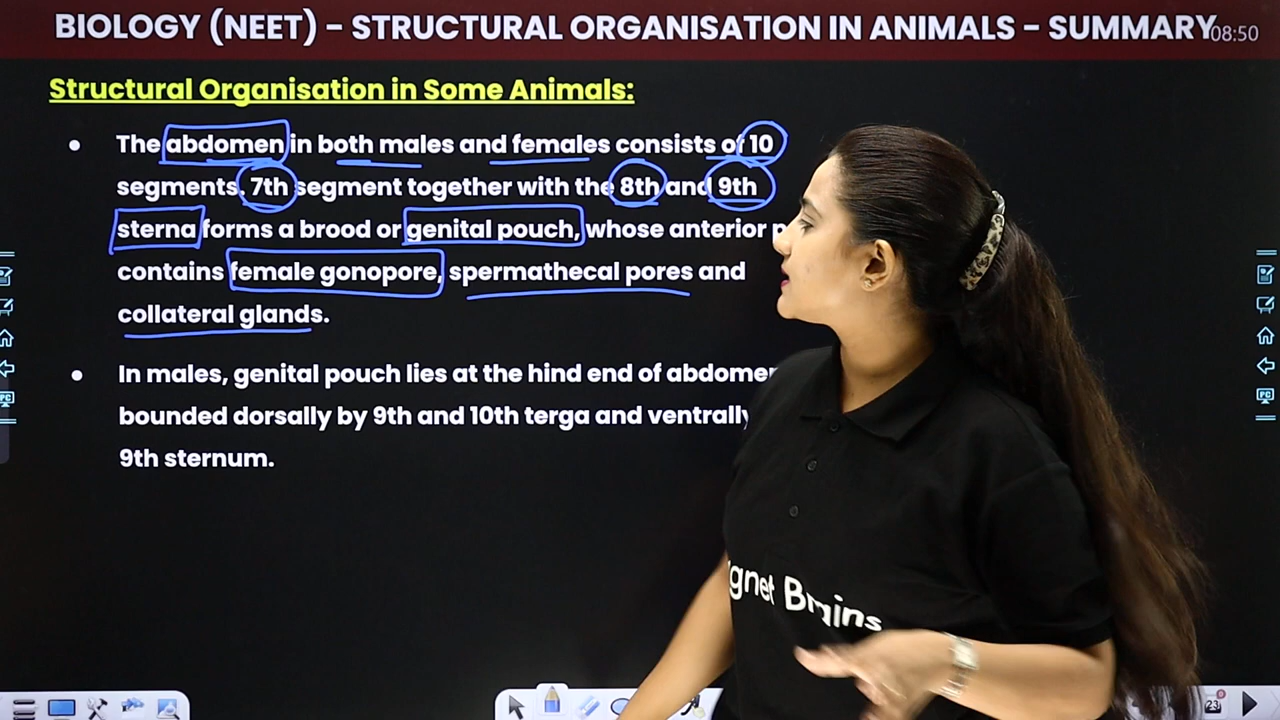 BIOLOGY (NEET) – STRUCTURAL ORGANISATION IN ANIMALS – SUMMARY
08:50
Structural Organisation in Some Animals:
• The abdomen in both males and females consists of 10
segments. 7th segment together with the 8th and 9th
sterna forms a brood or genital pouch, whose anterior
contains female gonopore, spermathecal pores and
collateral glands.
• In males, genital pouch lies at the hind end of abdomen
bounded dorsally by 9th and 10th terga and ventrally
9th sternum.
Brains
23